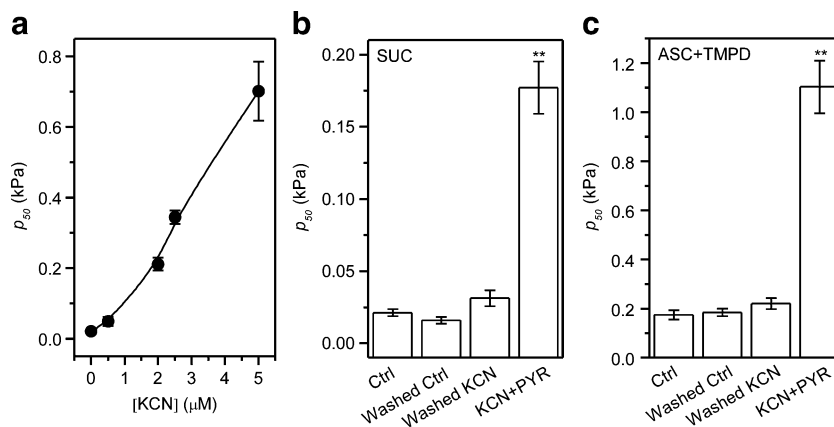 a
0.8
0.6
0.4
0.2
0.0
p50 (kPa)
0 1 2 3 4 5
[KCN] (μM)
b
SUC
**
0.20
0.15
0.10
0.05
0.00
p50 (kPa)
Ctrl
Washed Ctrl
Washed KCN
KCN+PYR
c
ASC+TMPD
**
1.2
1.0
0.8
0.6
0.4
0.2
0.0
p50 (kPa)
Ctrl
Washed Ctrl
Washed KCN
KCN+PYR